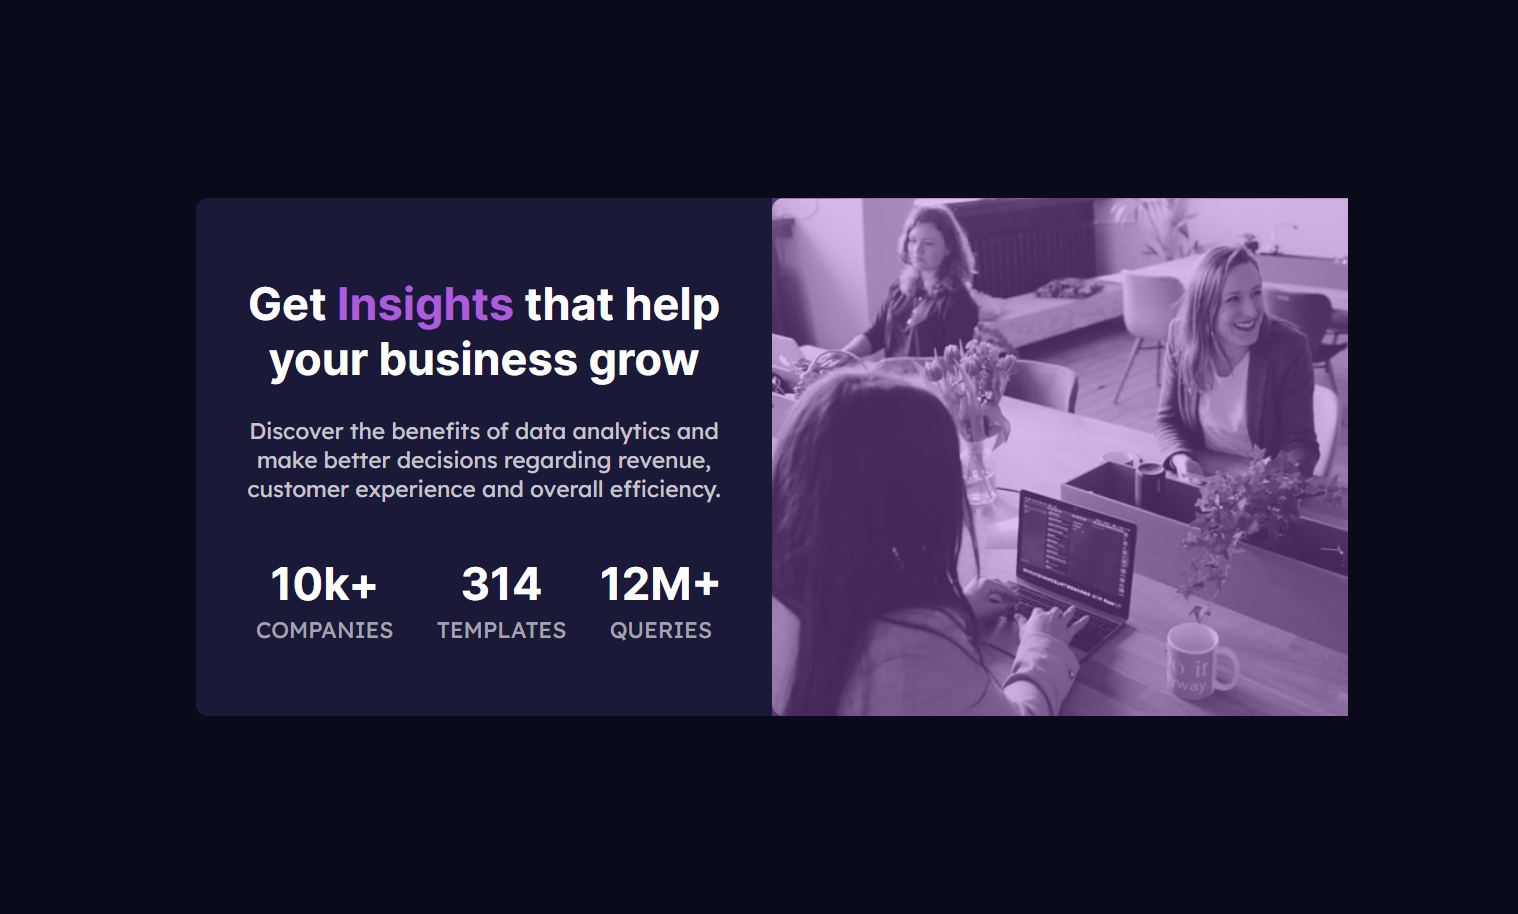 Get Insights that help
your business grow
Discover the benefits of data analytics and
make better decisions regarding revenue,
customer experience and overall efficiency.
10k+ 314 12M+
COMPANIES TEMPLATES QUERIES